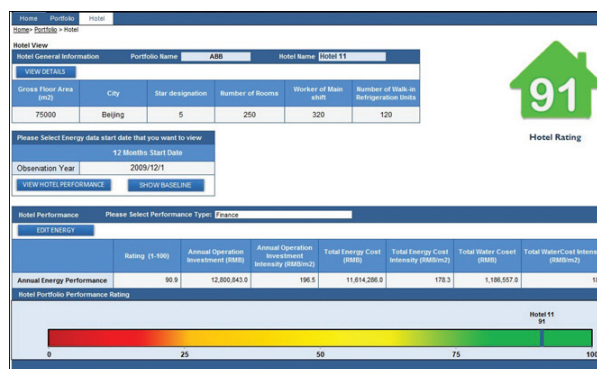 Home Portfolio Hotel
Home> Portfolio > Hotel
Hotel View
Hotel General Information Portfolio Name ABB Hotel Name Hotel 11
VIEW DETAILS
Gross Floor Area (m2) City Star designation Number of Rooms Worker of Main shift Number of Walk-in Refrigeration Units
75000 Beijing 5 250 320 120
91
Hotel Rating
Please Select Energy data start date that you want to view
12 Months Start Date
Obsenation Year 2009/12/1
VIEW HOTEL PERFORMANCE SHOW BASELINE
Hotel Performance Please Select Performance Type: Finance
EDIT ENERGY
Rating (1-100) Annual Operation Investment (RMB) Annual Operation Investment Intensity (RMB/m2) Total Energy Cost (RMB) Total Energy Cost Intensity (RMB/m2) Total Water Coset (RMB) Total WaterCost Intens (RMB/m2)
Annual Energy Performance 90.9 12,800,843.0 196.5 11,614,286.0 178.3 1,186,557.0
Hotel Portfolio Performance Rating
Hotel 11
91
0 25 50 75 100